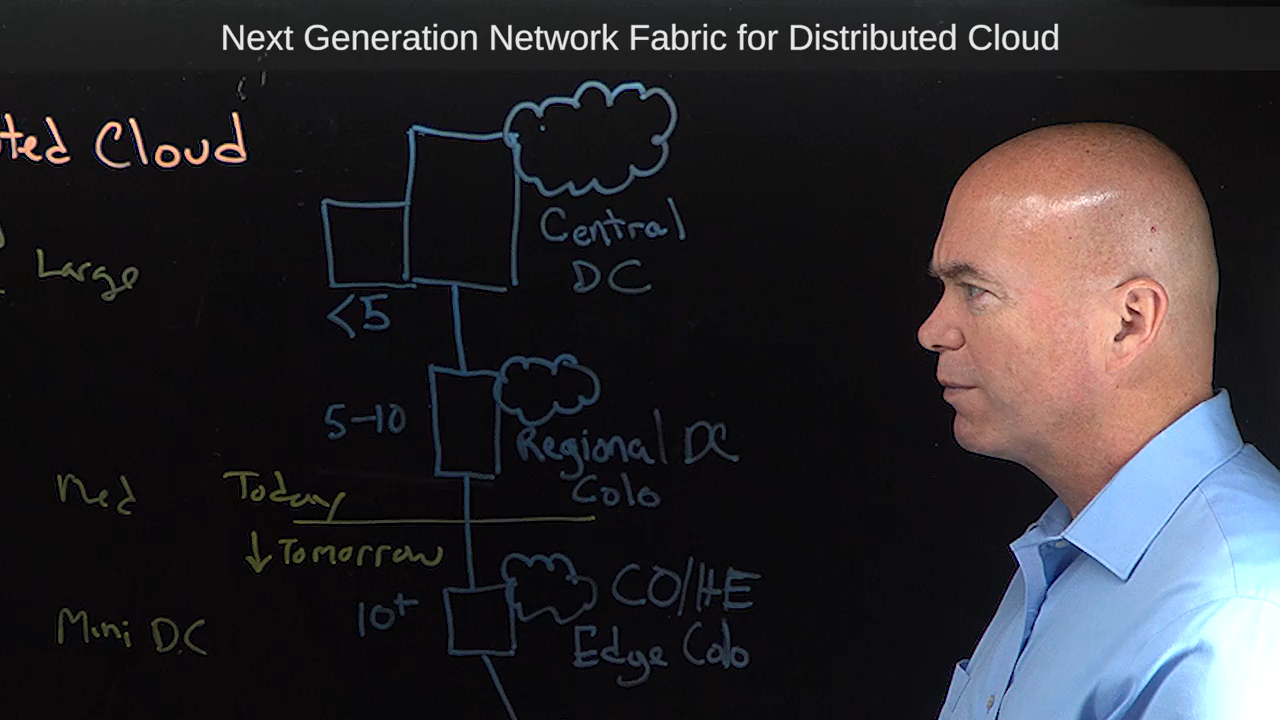 Next Generation Network Fabric for Distributed Cloud
ted Cloud
Central
DC
Large
<5
5-10
Regional DC
Colo
Med
Today
↓ Tomorrow
10+
CO/HE
Edge Colo
Mini DC